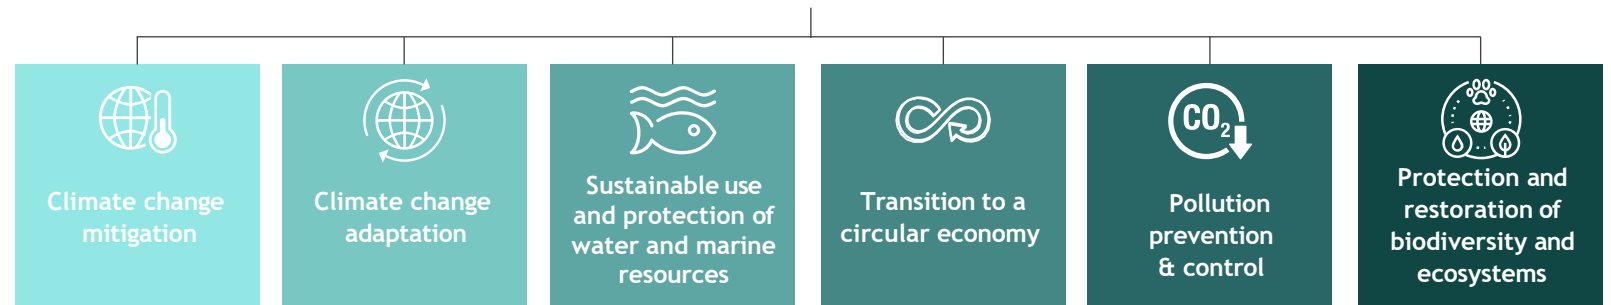 Climate change
mitigation
Climate change
adaptation
Sustainable use
and protection of
water and marine
resources
Transition to a
circular economy
CO2
Pollution
prevention
& control
Protection and
restoration of
biodiversity and
ecosystems